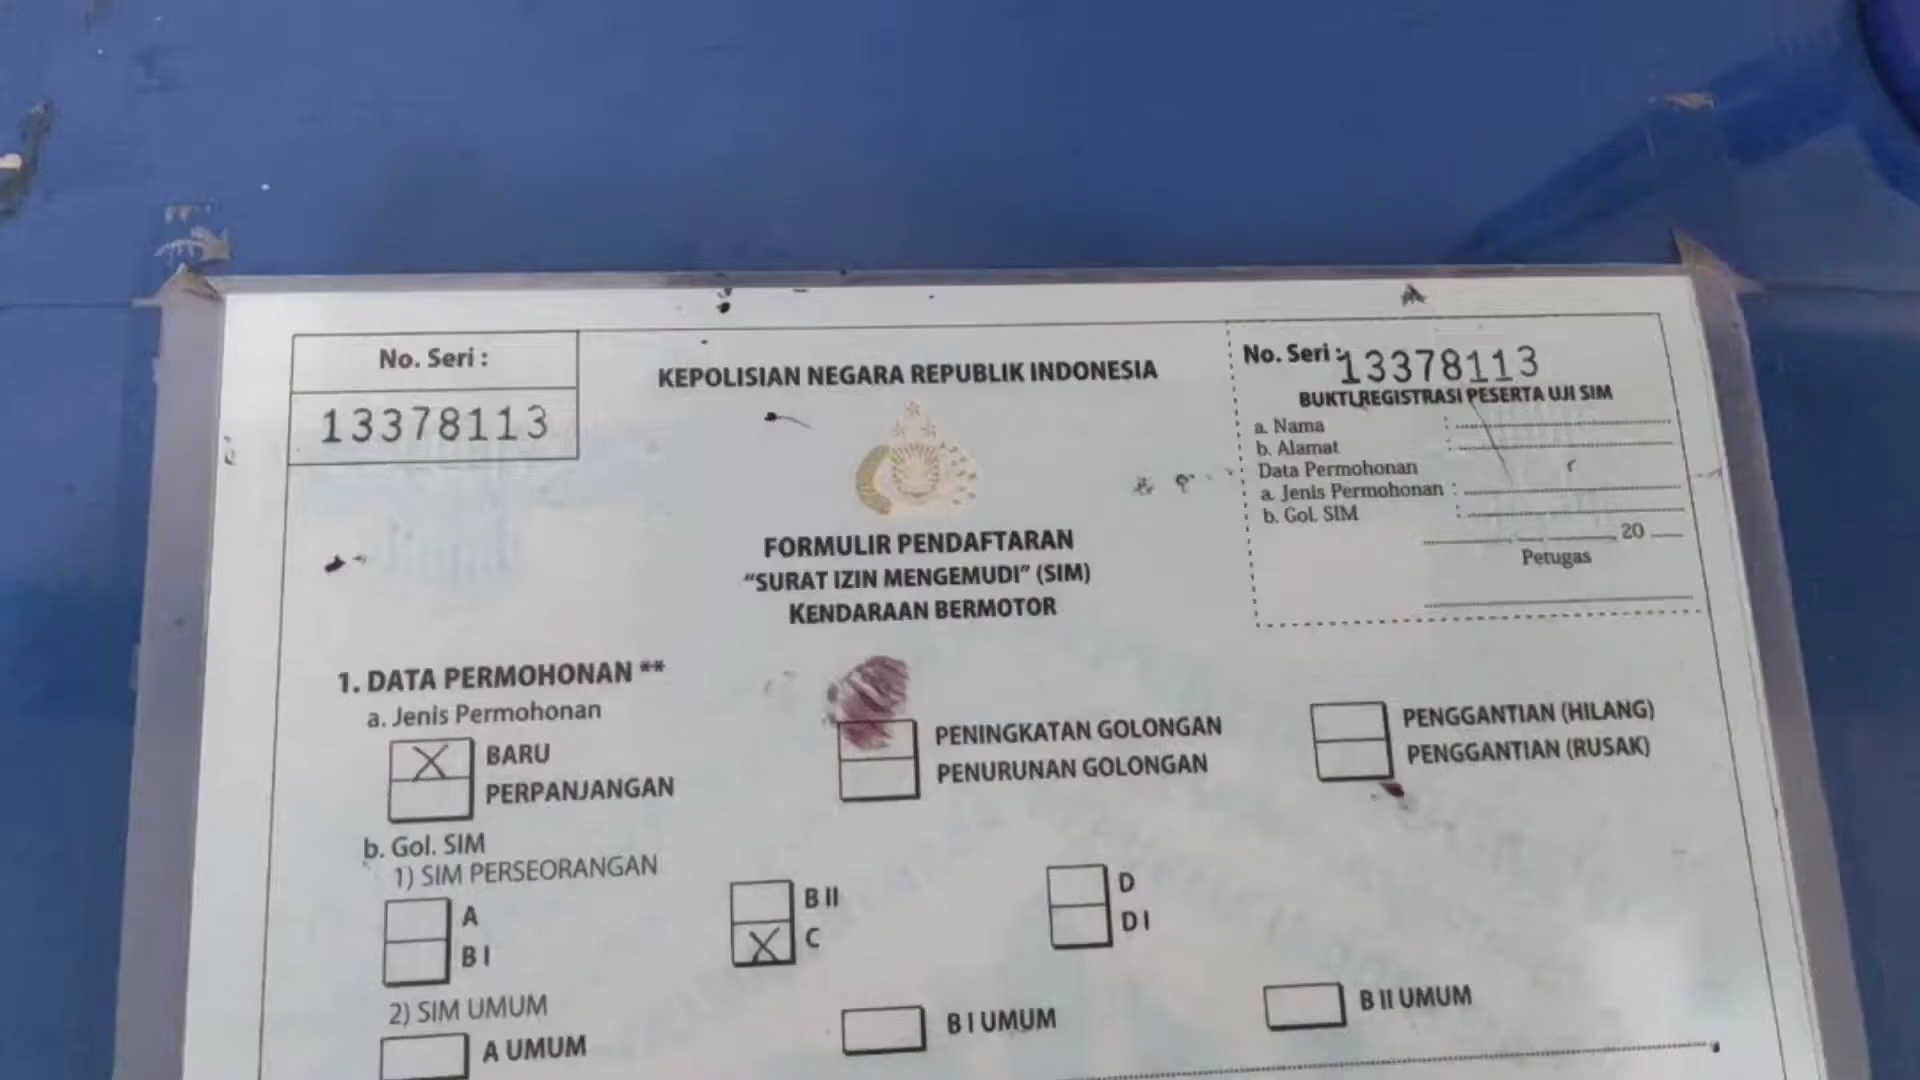 No. Seri :
13378113
KEPOLISIAN NEGARA REPUBLIK INDONESIA
FORMULIR PENDAFTARAN
“SURAT IZIN MENGEMUDI” (SIM)
KENDARAAN BERMOTOR
No. Seri : 13378113
BUKTI REGISTRASI PESERTA UJI SIM
a. Nama :
b. Alamat :
Data Permohonan
a. Jenis Permohonan :
b. Gol. SIM :
20
Petugas
1. DATA PERMOHONAN **
a. Jenis Permohonan
X BARU
PERPANJANGAN
PENINGKATAN GOLONGAN
PENURUNAN GOLONGAN
PENGGANTIAN (HILANG)
PENGGANTIAN (RUSAK)
b. Gol. SIM
1) SIM PERSEORANGAN
A
B I
B II
X C
D
D I
2) SIM UMUM
A UMUM
B I UMUM
B II UMUM